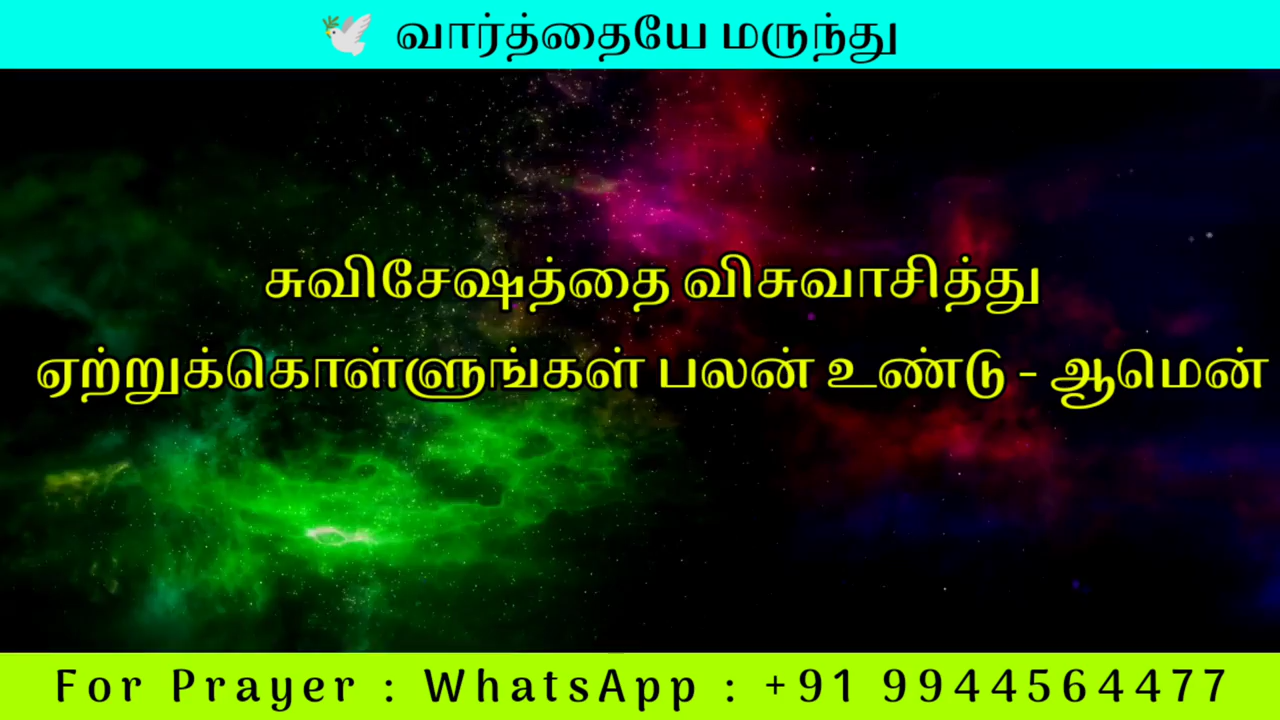 🕊️ வார்த்தையே மருந்து
சுவிசேஷத்தை விசுவாசித்து
ஏற்றுக்கொள்ளுங்கள் பலன் உண்டு - ஆமென்
For Prayer : WhatsApp : +91 9944564477